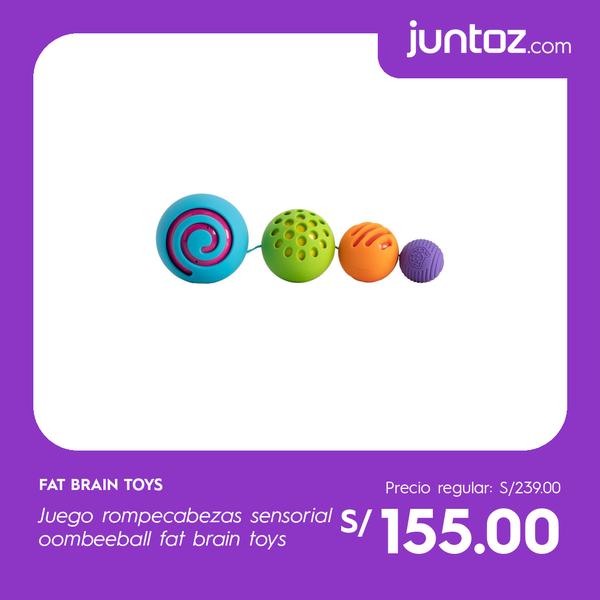 juntoz.com
FAT BRAIN TOYS
Juego rompecabezas sensorial
oombeeball fat brain toys
Precio regular: S/239.00
S/155.00